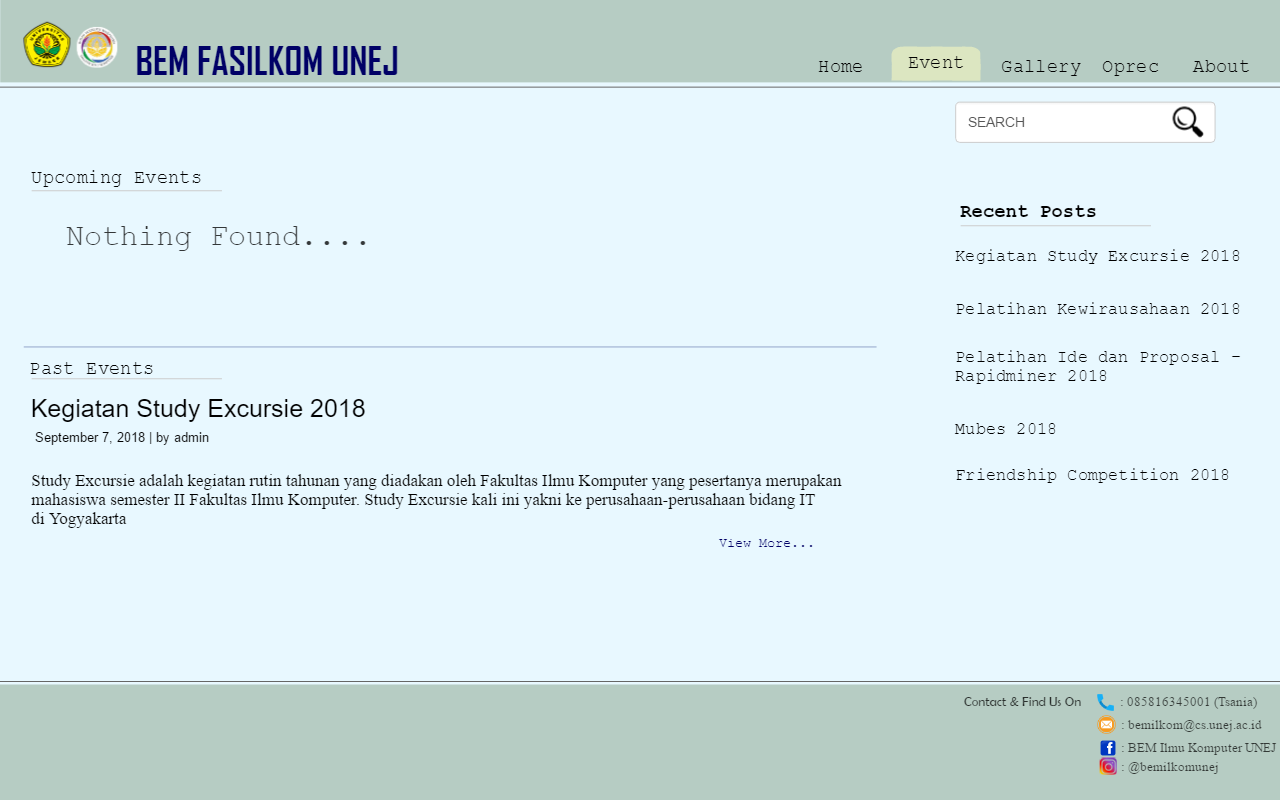 BEM FASILKOM UNEJ
Home
Event
Gallery
Oprec
About
SEARCH
Upcoming Events
Nothing Found....
Past Events
Kegiatan Study Excursie 2018
September 7, 2018 | by admin
Study Excursie adalah kegiatan rutin tahunan yang diadakan oleh Fakultas Ilmu Komputer yang pesertanya merupakan
mahasiswa semester II Fakultas Ilmu Komputer. Study Excursie kali ini yakni ke perusahaan-perusahaan bidang IT
di Yogyakarta
View More...
Recent Posts
Kegiatan Study Excursie 2018
Pelatihan Kewirausahaan 2018
Pelatihan Ide dan Proposal -
Rapidminer 2018
Mubes 2018
Friendship Competition 2018
Contact & Find Us On
: 085816345001 (Tsania)
: bemilkom@cs.unej.ac.id
: BEM Ilmu Komputer UNEJ
: @bemilkomunej